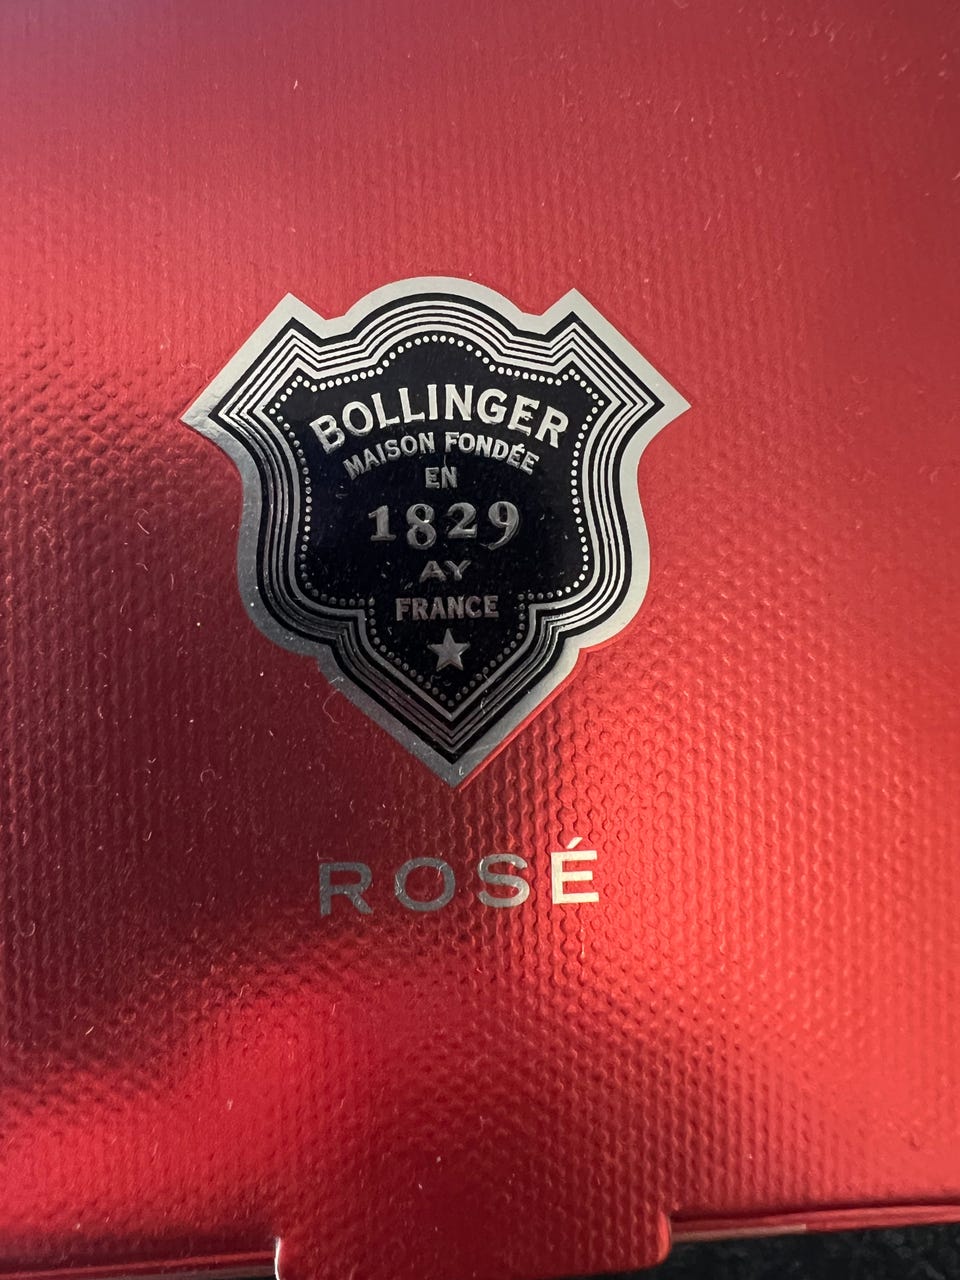 BOLLINGER
MAISON FONDÉE
EN
1829
AY
FRANCE
ROSÉ